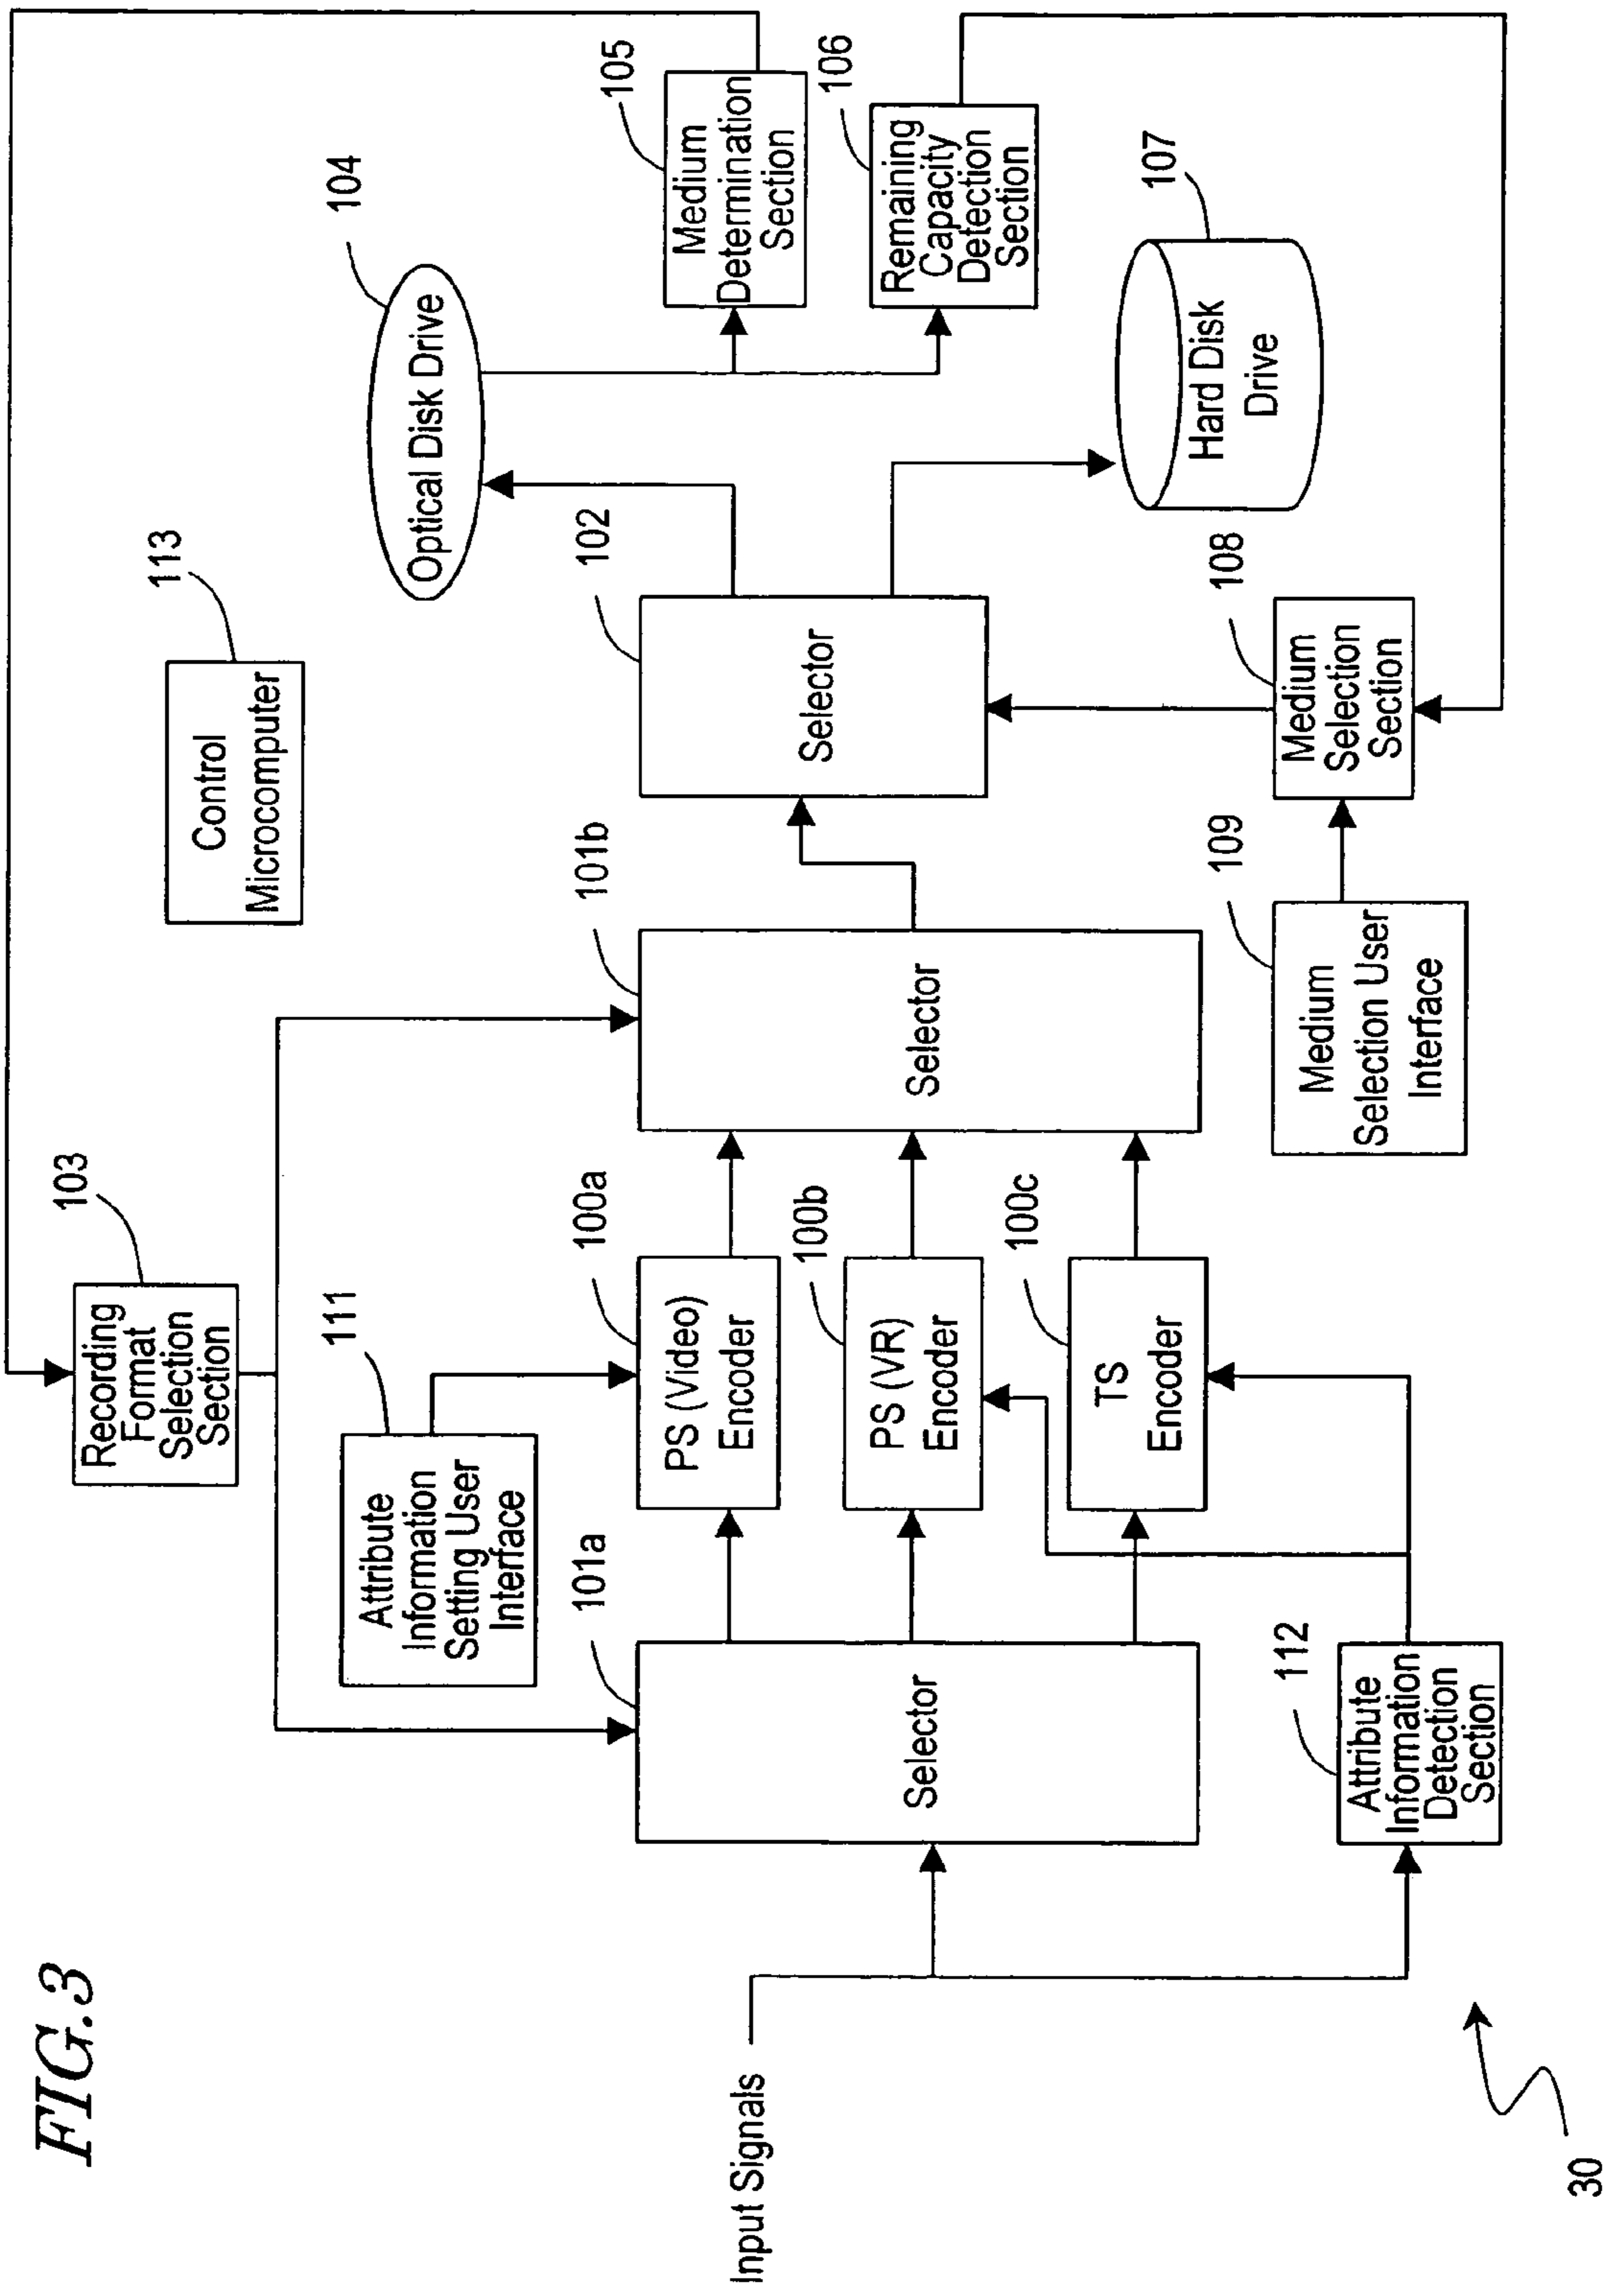 FIG.3
103
Recording
Format
Selection
Section
113
Control
Microcomputer
104
Optical Disk Drive
105
Medium
Determination
Section
106
Remaining
Capacity
Detection
Section
107
Hard Disk
Drive
111
Attribute
Information
Setting User
Interface
100a
PS (Video)
Encoder
100b
PS (VR)
Encoder
100c
TS
Encoder
101a
Selector
101b
Selector
102
Selector
108
Medium
Selection
Section
109
Medium
Selection User
Interface
112
Attribute
Information
Detection
Section
Input Signals
30